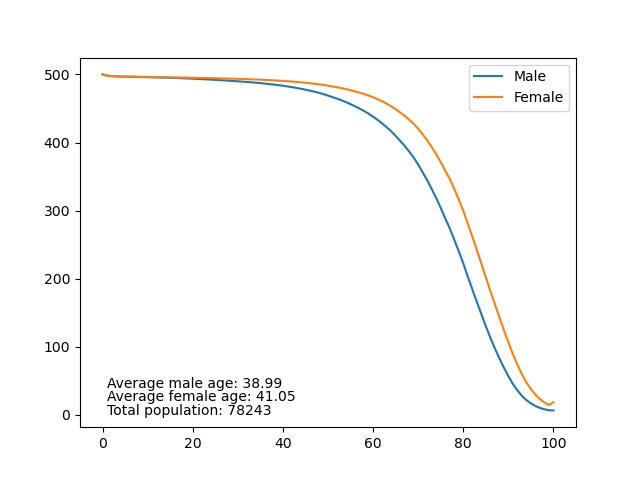 500
400
300
200
100
0
0 20 40 60 80 100
Male
Female
Average male age: 38.99
Average female age: 41.05
Total population: 78243